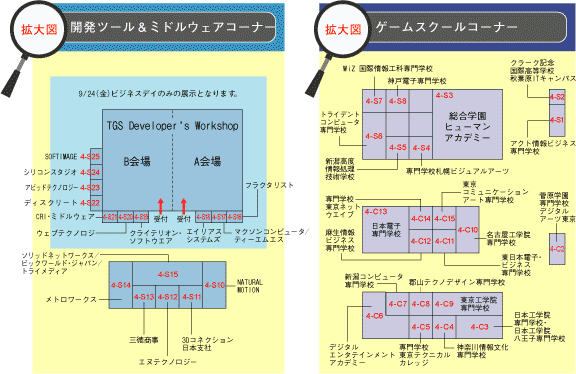 拡大図
開発ツール＆ミドルウェアコーナー
9/24(金)ビジネスデイのみの展示となります。
TGS Developer's Workshop
B会場
A会場
SOFTIMAGE
4-S25
シリコンスタジオ
4-S24
アビッドテクノロジー
4-S23
ディスクリート
4-S22
CRI・ミドルウェア
4-S21
4-S20
4-S19
受付
受付
4-S18
4-S17
4-S16
フラクタリスト
ウェブテクノロジ
クライテリオン・
ソフトウエア
エイリアス
システムズ
マクソンコンピュータ/
ティーエムエス
ソリッドネットワークス/
ピックワールド・ジャパン/
トライメディア
4-S15
4-S14
4-S10
メトロワークス
4-S13
4-S12
4-S11
NATURAL
MOTION
三徳商事
3Dコネクション
日本支社
エヌテクノロジー
拡大図
ゲームスクールコーナー
WiZ 国際情報工科専門学校
神戸電子専門学校
クラーク記念
国際高等学校
秋葉原ITキャンパス
4-S7
4-S8
4-S3
4-S2
トライデント
コンピュータ
専門学校
総合学園
ヒューマン
アカデミー
4-S1
4-S6
4-S5
4-S4
アクト情報ビジネス
専門学校
新潟高度
情報処理
技術学校
専門学校札幌ビジュアルアーツ
専門学校
東京ネット
ウエイブ
東京
コミュニケーション
アート専門学校
菅原学園
専門学校
デジタル
アーツ東京
4-C13
日本電子
専門学校
4-C14
4-C15
4-C10
4-C12
4-C11
4-C2
麻生情報
ビジネス
専門学校
名古屋工学院
専門学校
東日本電子・
ビジネス
専門学校
新潟コンピュータ
専門学校
郡山テクノデザイン専門学校
4-C6
4-C7
4-C8
4-C9
東京工学院
専門学校
4-C5
4-C4
4-C3
日本工学院
専門学校・
日本工学院
八王子専門学校
デジタル
エンタテインメント
アカデミー
専門学校
東京テクニカル
カレッジ
神奈川情報文化
専門学校